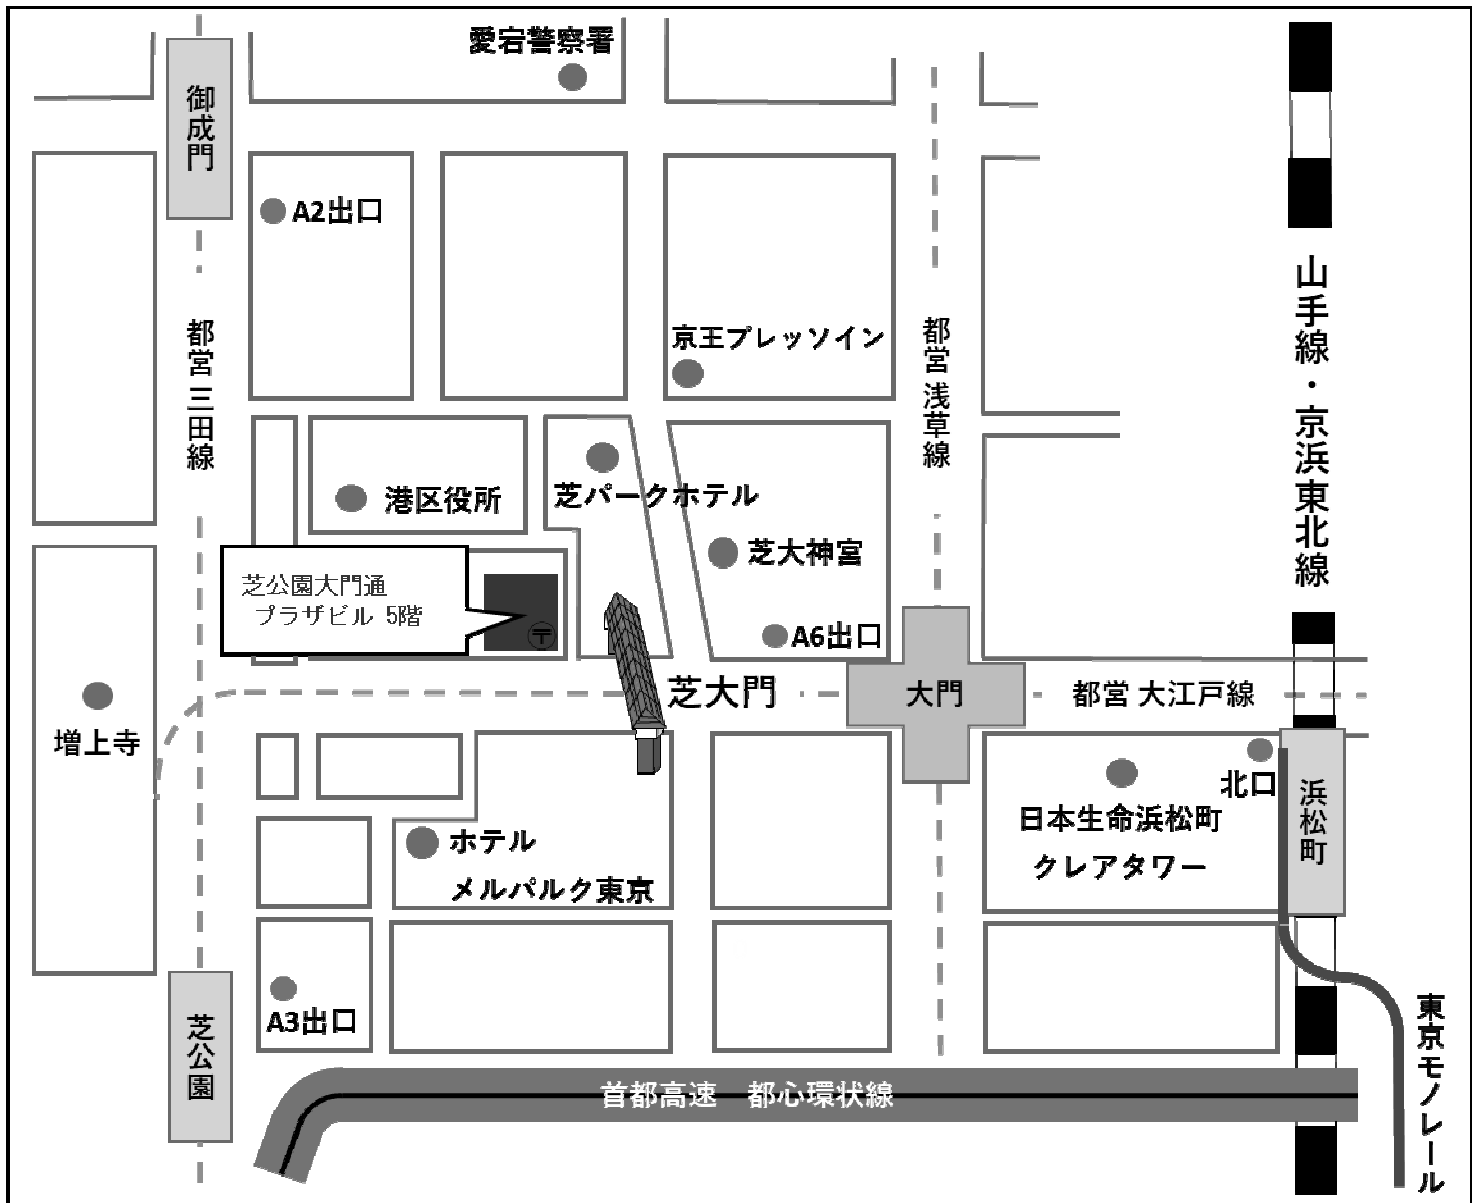 愛宕警察署
御成門
A2出口
山手線・京浜東北線
都営 三田線
都営 浅草線
京王プレッソイン
港区役所
芝パークホテル
芝大神宮
芝公園大門通
プラザビル 5階
〒
A6出口
増上寺
芝大門
大門
都営 大江戸線
北口
浜松町
日本生命浜松町
クレアタワー
ホテル
メルパルク東京
A3出口
芝公園
東京モノレール
首都高速　都心環状線